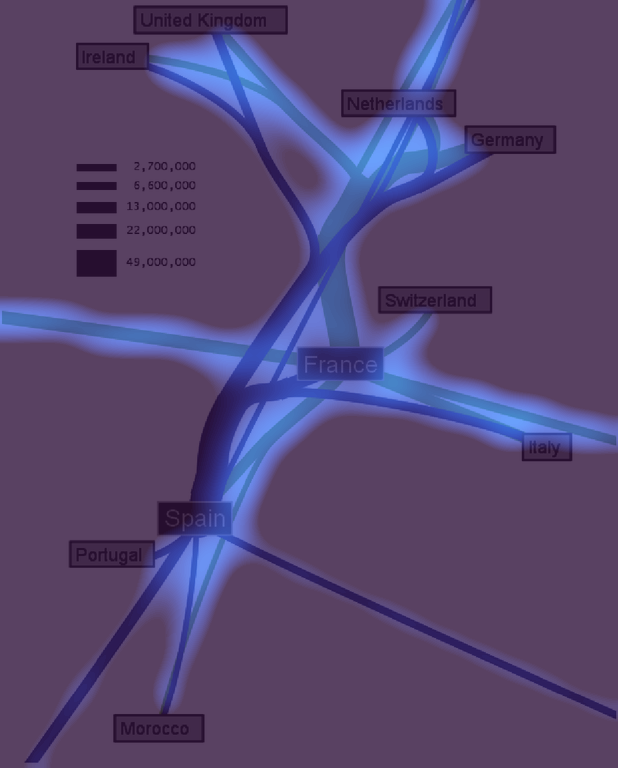 United Kingdom
Ireland
Netherlands
Germany
2,700,000
6,600,000
13,000,000
22,000,000
49,000,000
Switzerland
France
Italy
Spain
Portugal
Morocco